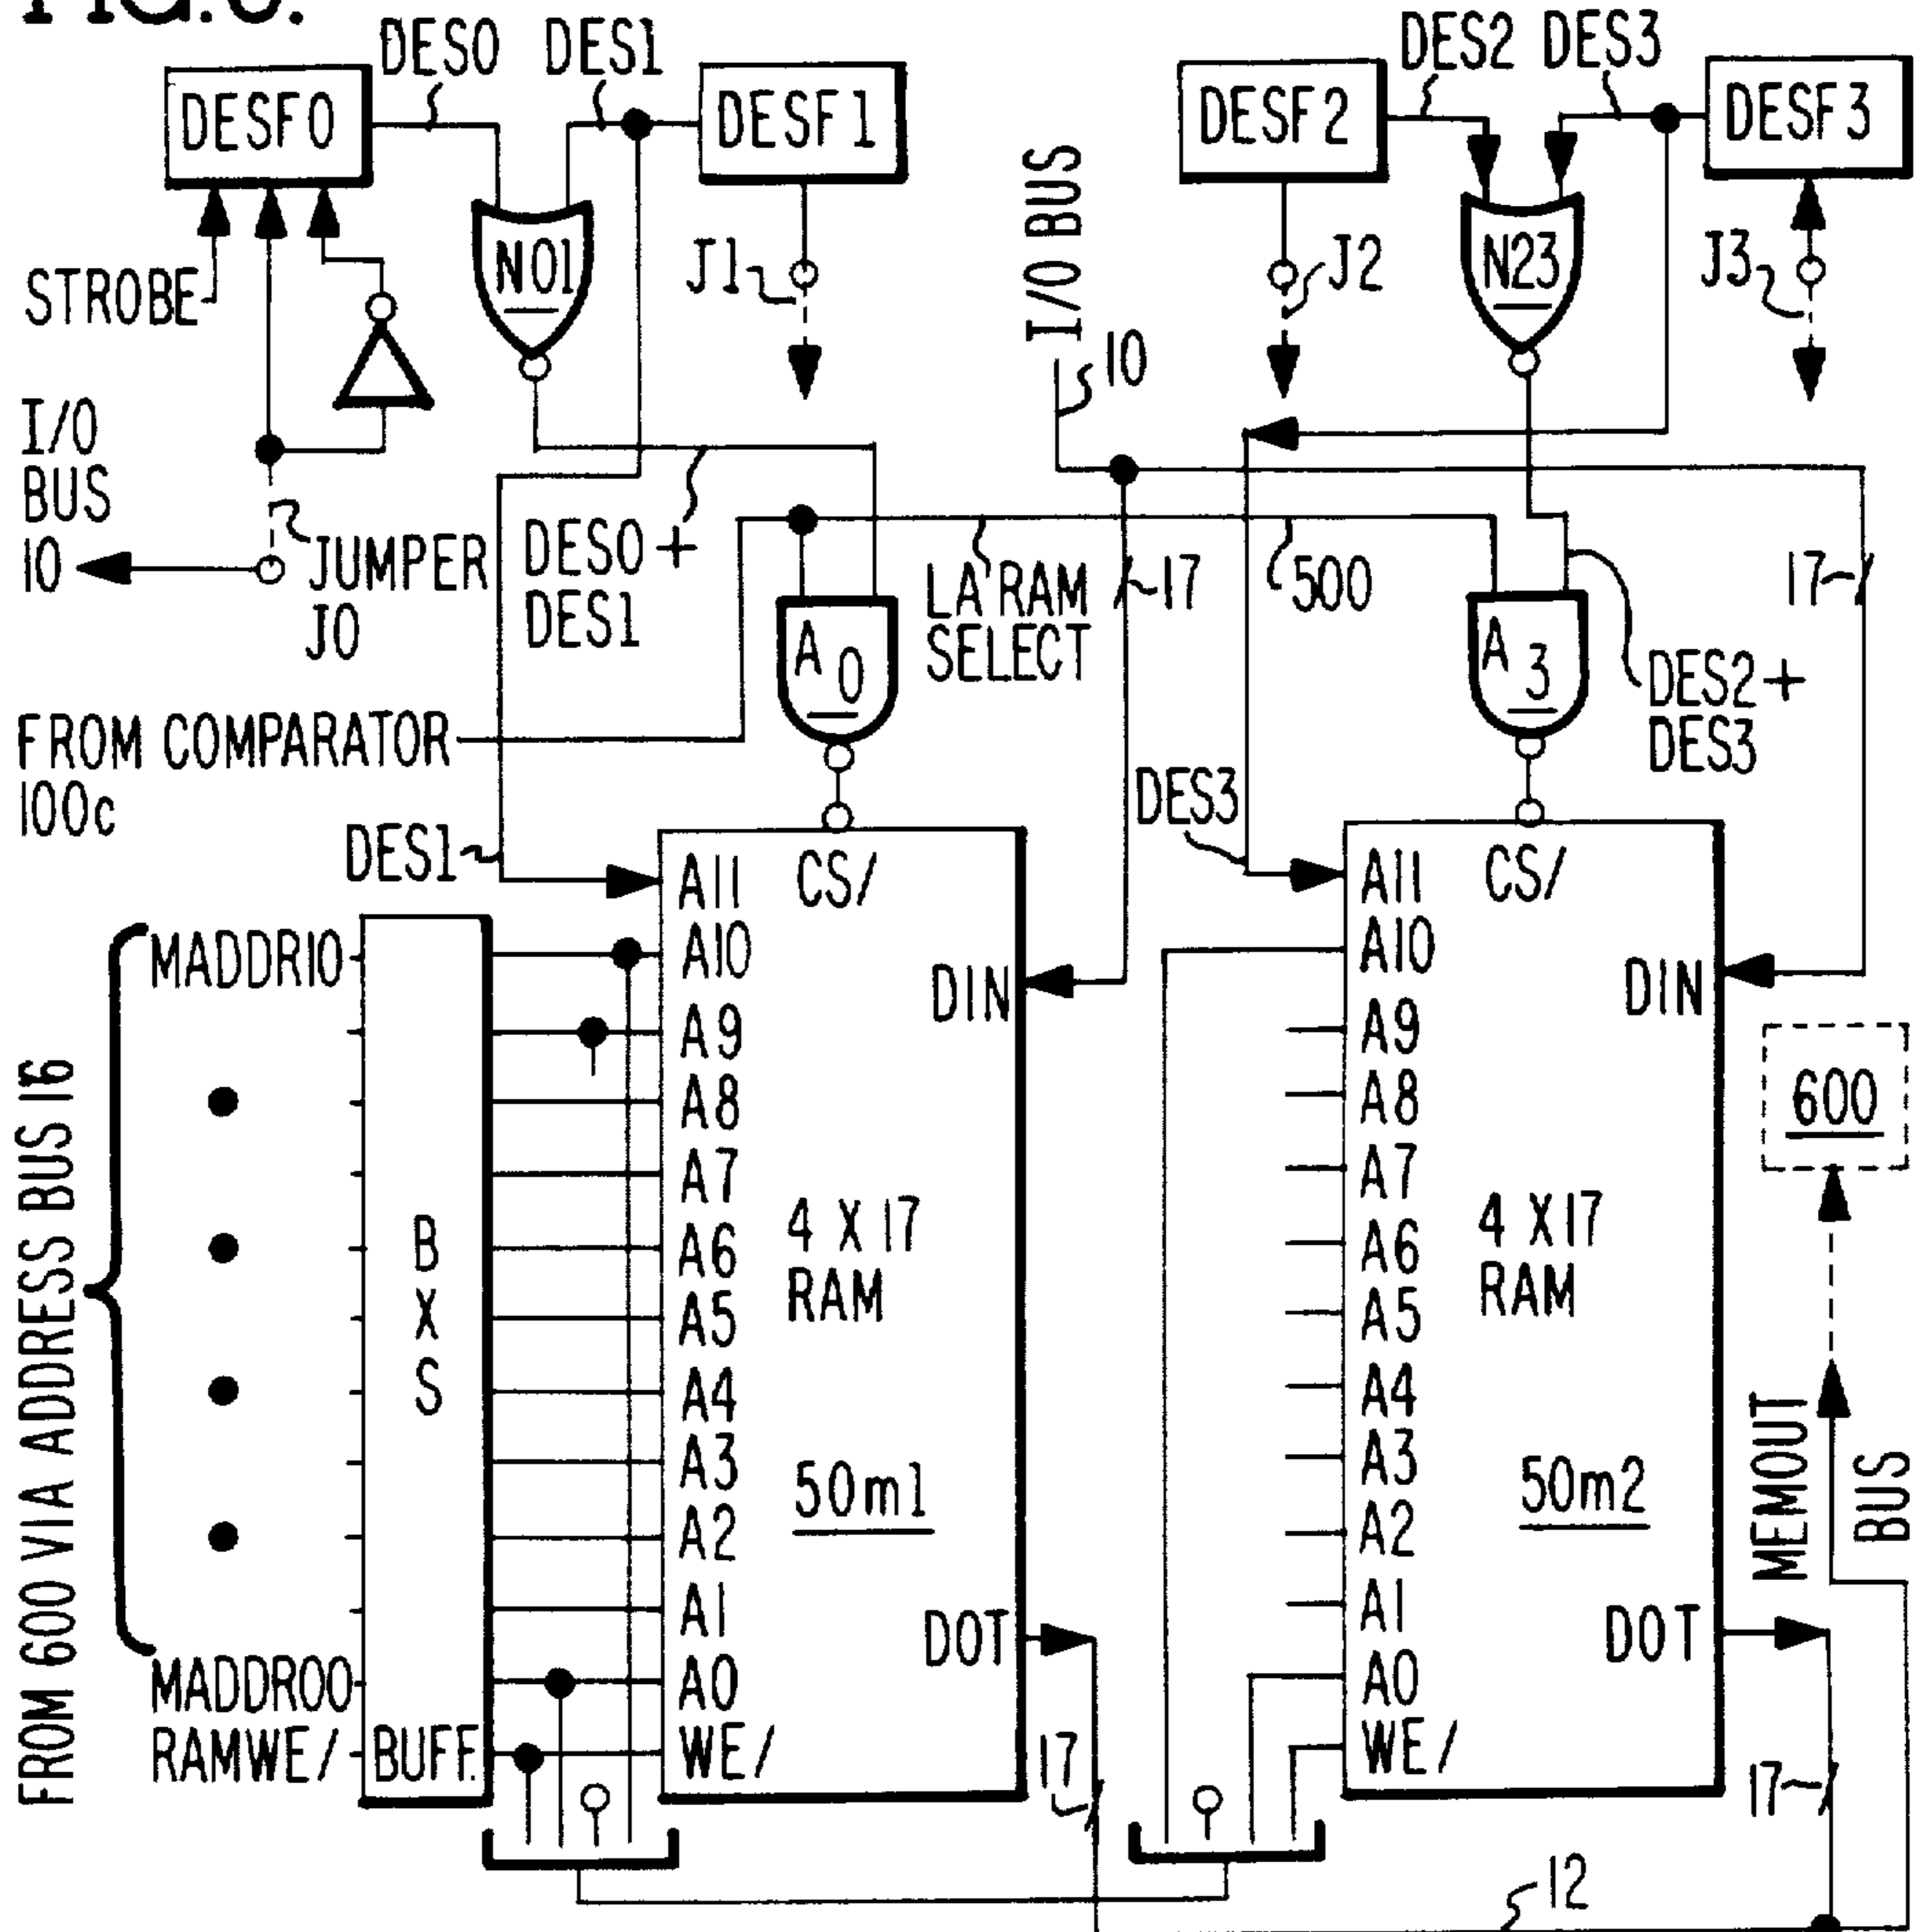 FIG.6.
DES0 DES1
DES2 DES3
DESF0
DESF1
DESF2
DESF3
I/O BUS
N01
N23
J1
J2
J3
STROBE
10
I/O
BUS
10
JUMPER
J0
DES0+
DES1
LA RAM
SELECT
17
500
17
A0
A3
DES2+
DES3
FROM COMPARATOR
100c
DES3
DES1
A11
CS/
A10
A9
A8
A7
A6
A5
A4
A3
A2
A1
A0
WE/
DIN
4 X 17
RAM
50m1
DOT
A11
CS/
A10
A9
A8
A7
A6
A5
A4
A3
A2
A1
A0
WE/
DIN
4 X 17
RAM
50m2
DOT
FROM 600 VIA ADDRESS BUS 116
MADDR10
MADDR00
RAMWE/
B
X
S
BUFF.
600
MEMOUT
BUS
17
17
12